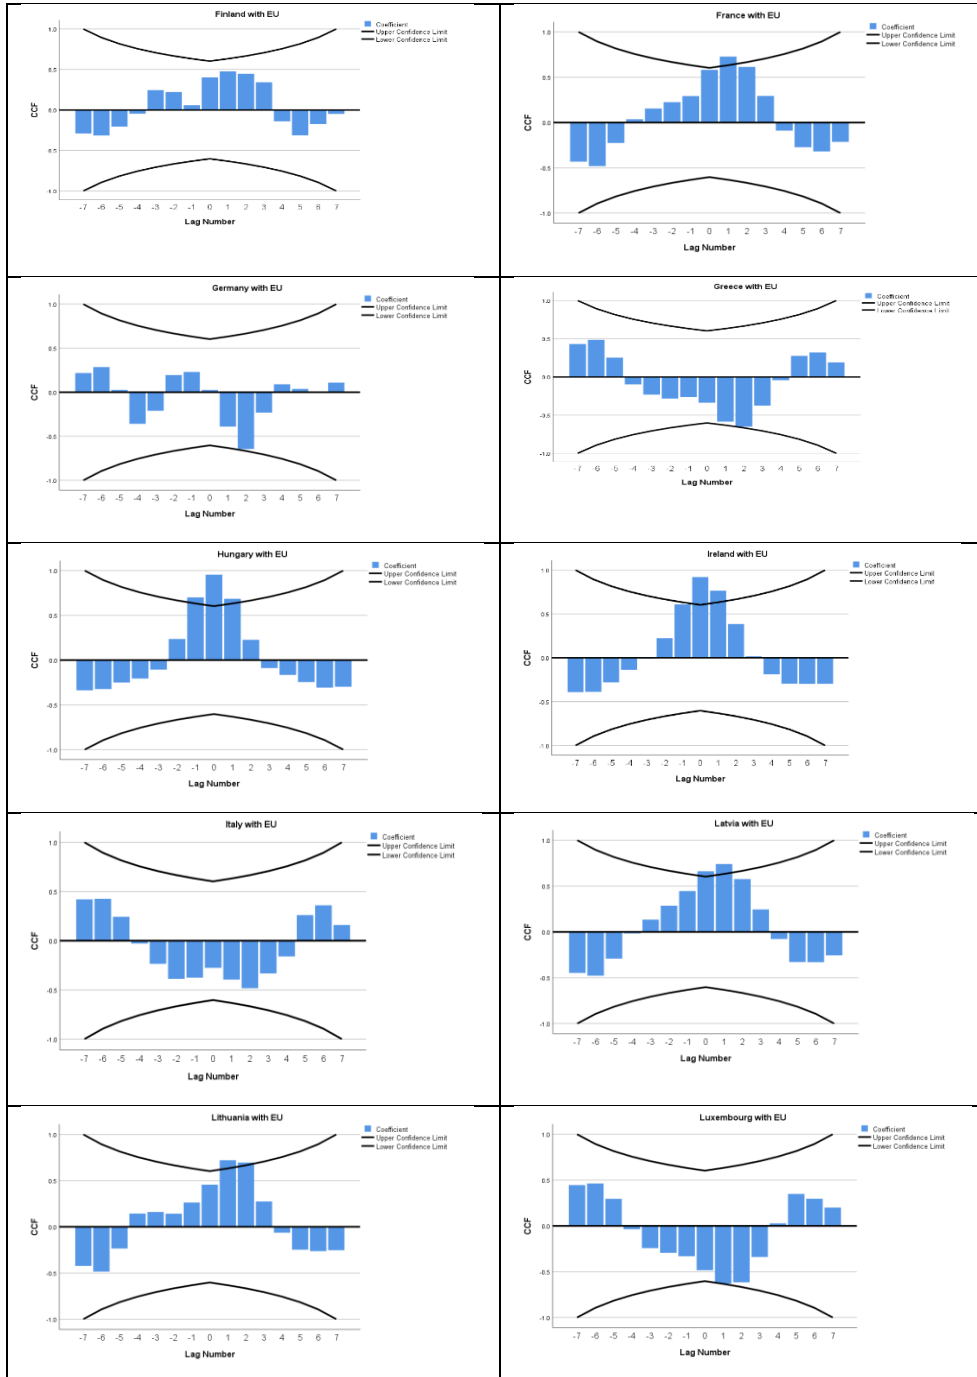 Finland with EU
Coefficient
Upper Confidence Limit
Lower Confidence Limit
1.0
0.5
0.0
0.5
-1.0
CCF
-7 -6 -5 -4 -3 -2 -1 0 1 2 3 4 5 6 7
Lag Number
France with EU
Coefficient
Upper Confidence Limit
Lower Confidence Limit
1.0
0.5
0.0
-0.5
-1.0
CCF
-7 -6 -5 -4 -3 -2 -1 0 1 2 3 4 5 6 7
Lag Number
Germany with EU
Coefficient
Upper Confidence Limit
Lower Confidence Limit
1.0
0.5
0.0
-0.5
-1.0
CCF
-7 -6 -5 -4 -3 -2 -1 0 1 2 3 4 5 6 7
Lag Number
Greece with EU
Coefficient
Upper Confidence Limit
Lower Confidence Limit
1.0
0.5
0.0
-0.5
-1.0
CCF
-7 -6 -5 -4 -3 -2 -1 0 1 2 3 4 5 6 7
Lag Number
Hungary with EU
Coefficient
Upper Confidence Limit
Lower Confidence Limit
1.0
0.5
0.0
-0.5
-1.0
CCF
-7 -6 -5 -4 -3 -2 -1 0 1 2 3 4 5 6 7
Lag Number
Ireland with EU
Coefficient
Upper Confidence Limit
Lower Confidence Limit
1.0
0.5
0.0
-0.5
-1.0
CCF
-7 -6 -5 -4 -3 -2 -1 0 1 2 3 4 5 6 7
Lag Number
Italy with EU
Coefficient
Upper Confidence Limit
Lower Confidence Limit
1.0
0.5
0.0
-0.5
-1.0
CCF
-7 -6 -5 -4 -3 -2 -1 0 1 2 3 4 5 6 7
Lag Number
Latvia with EU
Coefficient
Upper Confidence Limit
Lower Confidence Limit
1.0
0.5
0.0
-0.5
-1.0
CCF
-7 -6 -5 -4 -3 -2 -1 0 1 2 3 4 5 6 7
Lag Number
Lithuania with EU
Coefficient
Upper Confidence Limit
Lower Confidence Limit
1.0
0.5
0.0
-0.5
-1.0
CCF
-7 -6 -5 -4 -3 -2 -1 0 1 2 3 4 5 6 7
Lag Number
Luxembourg with EU
Coefficient
Upper Confidence Limit
Lower Confidence Limit
1.0
0.5
0.0
-0.5
-1.0
CCF
-7 -6 -5 -4 -3 -2 -1 0 1 2 3 4 5 6 7
Lag Number